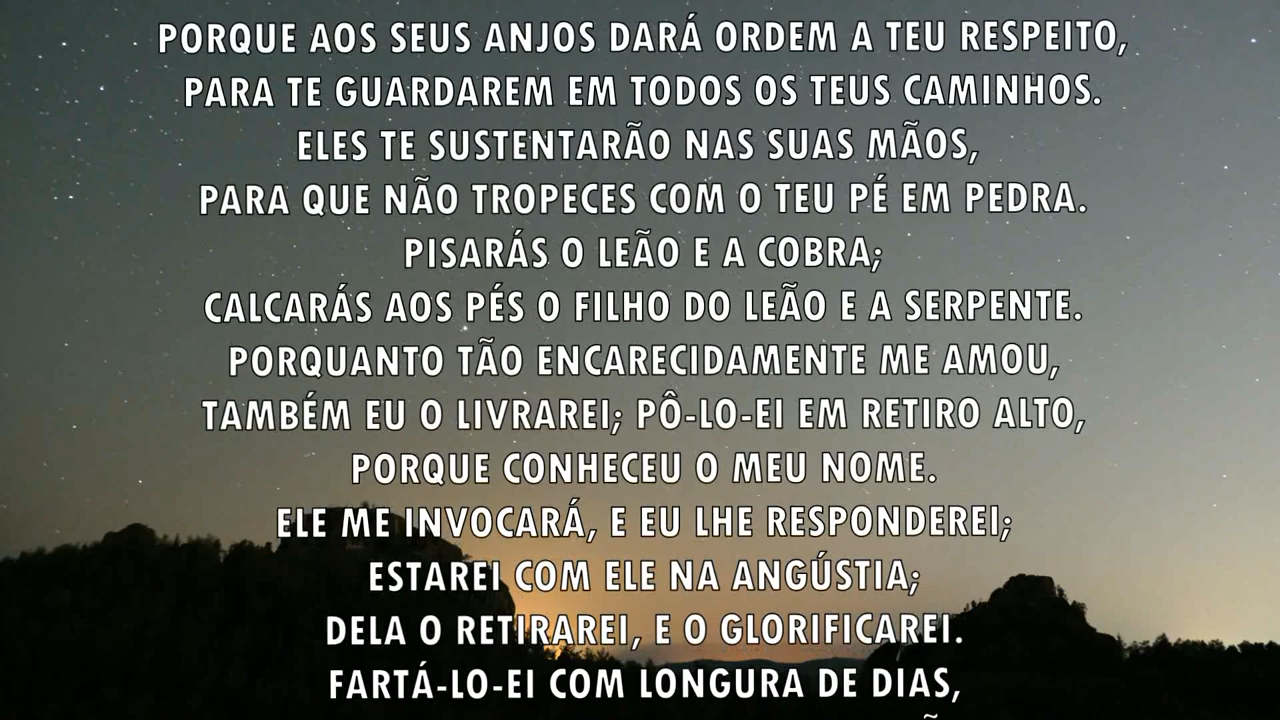 PORQUE AOS SEUS ANJOS DARÁ ORDEM A TEU RESPEITO,
PARA TE GUARDAREM EM TODOS OS TEUS CAMINHOS.
ELES TE SUSTENTARÃO NAS SUAS MÃOS,
PARA QUE NÃO TROPECES COM O TEU PÉ EM PEDRA.
PISARÁS O LEÃO E A COBRA;
CALCARÁS AOS PÉS O FILHO DO LEÃO E A SERPENTE.
PORQUANTO TÃO ENCARECIDAMENTE ME AMOU,
TAMBÉM EU O LIVRAREI; PÔ-LO-EI EM RETIRO ALTO,
PORQUE CONHECEU O MEU NOME.
ELE ME INVOCARÁ, E EU LHE RESPONDEREI;
ESTAREI COM ELE NA ANGÚSTIA;
DELA O RETIRAREI, E O GLORIFICAREI.
FARTÁ-LO-EI COM LONGURA DE DIAS,